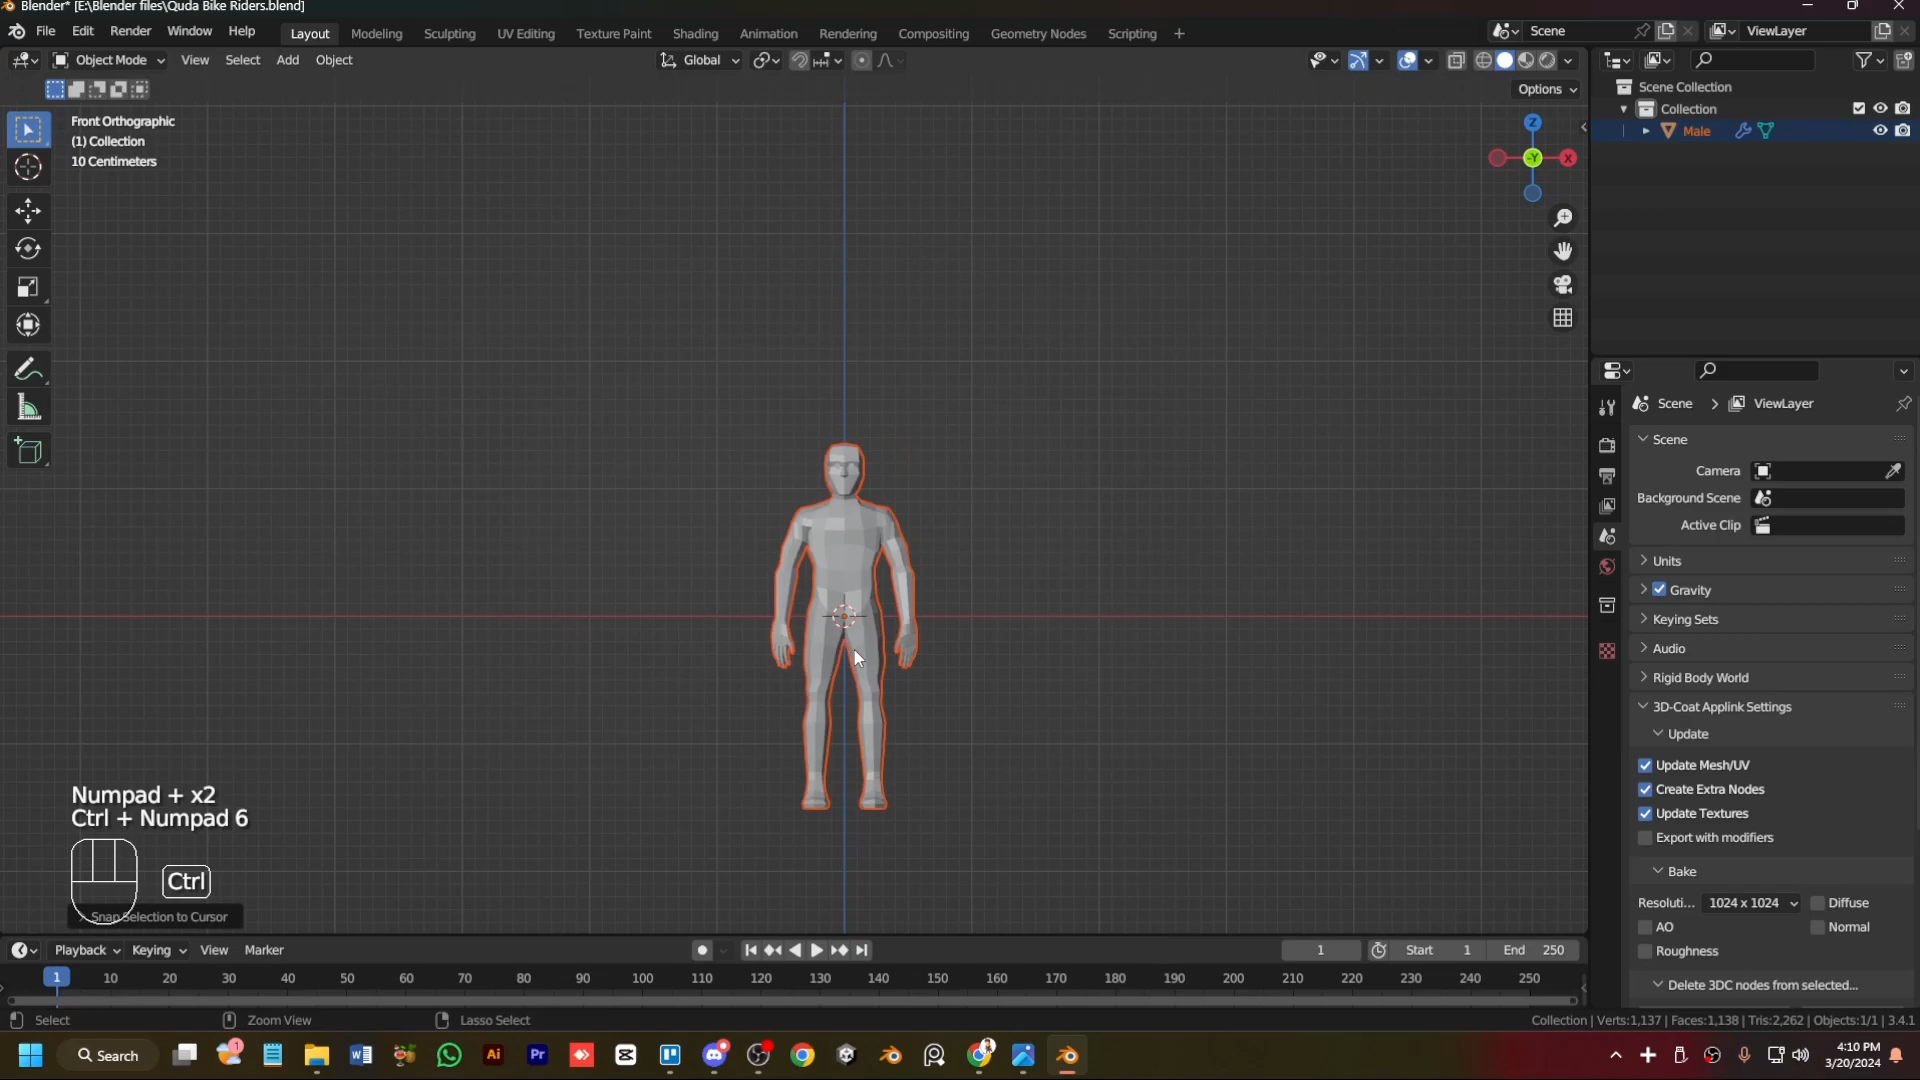 Blender* [E:\Blender files\Quda Bike Riders.blend]
File Edit Render Window Help Layout Modeling Sculpting UV Editing Texture Paint Shading Animation Rendering Compositing Geometry Nodes Scripting + Scene ViewLayer
Object Mode View Select Add Object Global
Options
Front Orthographic
(1) Collection
10 Centimeters
Z
-Y X
Scene Collection
Collection
Male
Scene > ViewLayer
Scene
Camera
Background Scene
Active Clip
Units
Gravity
Keying Sets
Audio
Rigid Body World
3D-Coat Applink Settings
Update
Update Mesh/UV
Create Extra Nodes
Update Textures
Export with modifiers
Bake
Resoluti... 1024 x 1024 Diffuse
AO Normal
Roughness
Delete 3DC nodes from selected...
Numpad + x2
Ctrl + Numpad 6
Ctrl
Snap Selection to Cursor
Playback Keying View Marker 1 Start 1 End 250
1 10 20 30 40 50 60 70 80 90 100 110 120 130 140 150 160 170 180 190 200 210 220 230 240 250
Select Zoom View Lasso Select Collection | Verts:1,137 | Faces:1,138 | Tris:2,262 | Objects:1/1 | 3.4.1
Search 1 Ai Pr 4:10 PM
3/20/2024